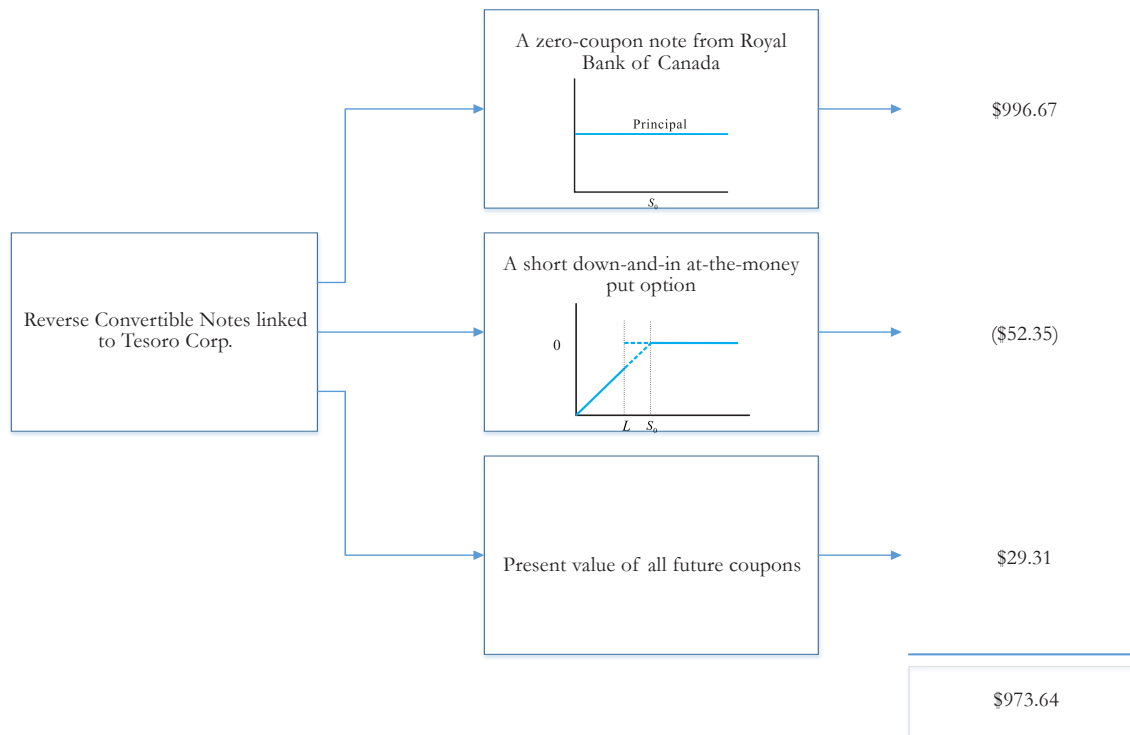 A zero-coupon note from Royal
Bank of Canada
Principal
S₀
$996.67
Reverse Convertible Notes linked
to Tesoro Corp.
A short down-and-in at-the-money
put option
0
L S₀
($52.35)
Present value of all future coupons
$29.31
$973.64